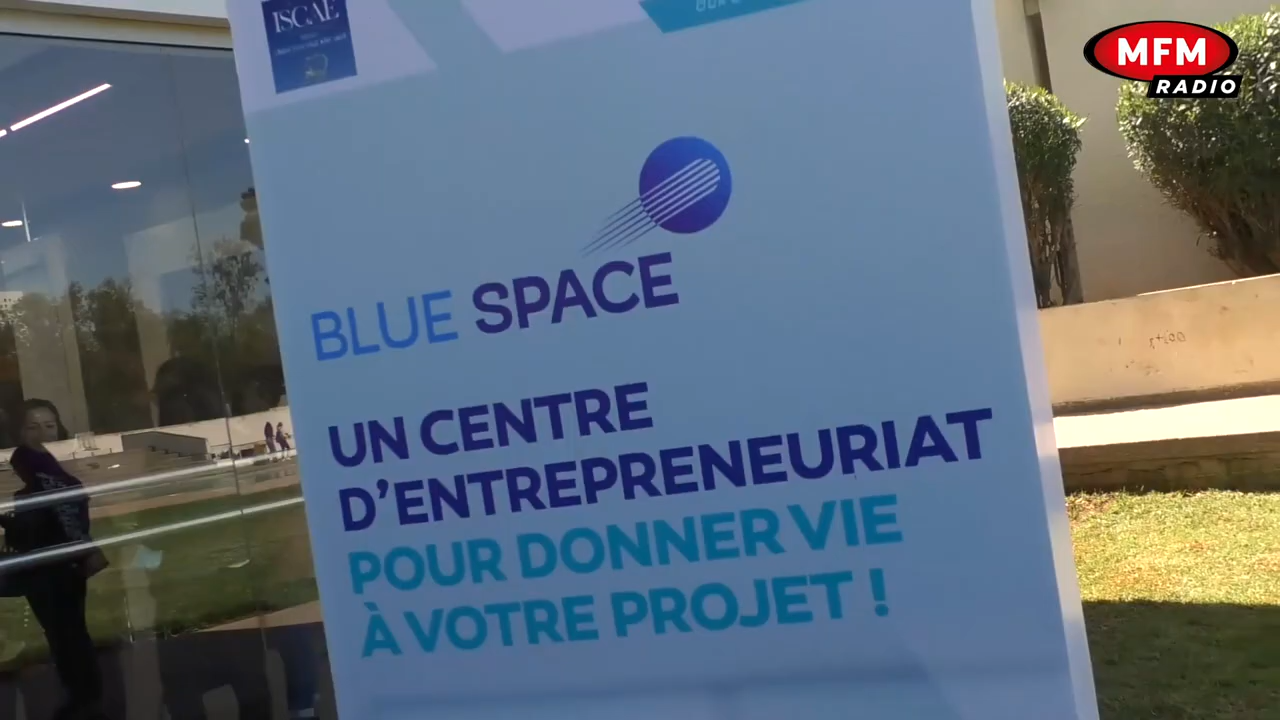 ISCAE
MFM
RADIO
BLUE SPACE
UN CENTRE
D'ENTREPRENEURIAT
POUR DONNER VIE
À VOTRE PROJET !